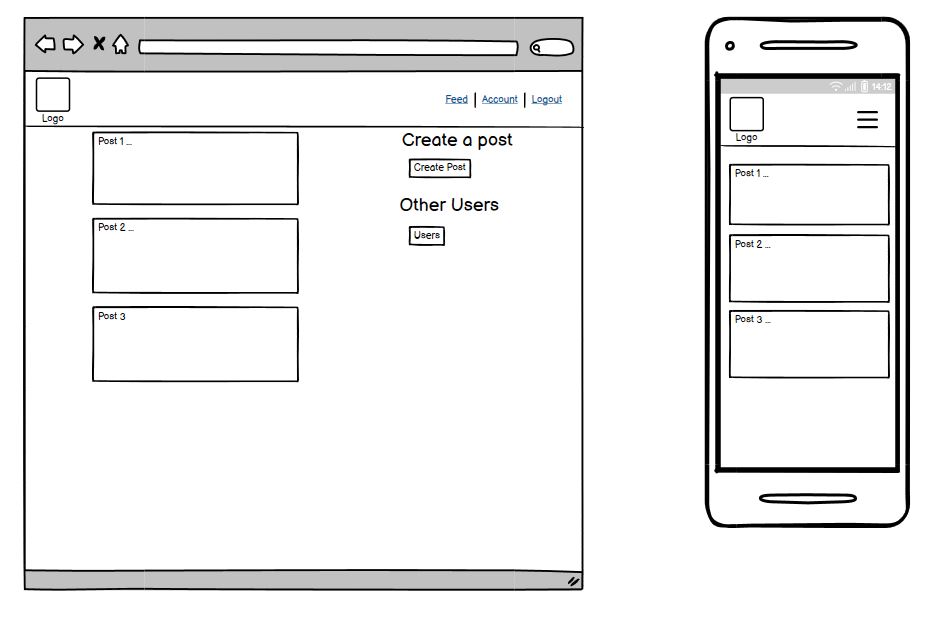 Logo
Feed | Account | Logout
Post 1 ...
Post 2 ...
Post 3
Create a post
Create Post
Other Users
Users
14:12
Logo
Post 1 ...
Post 2 ...
Post 3 ...